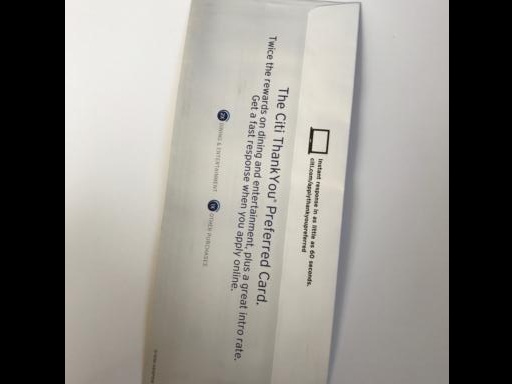 Instant response in as little as 60 seconds.
citi.com/applythankyoupreferred
The Citi ThankYou® Preferred Card.
Twice the rewards on dining and entertainment, plus a great intro rate.
Get a fast response when you apply online.
2x DINING & ENTERTAINMENT
1x OTHER PURCHASES